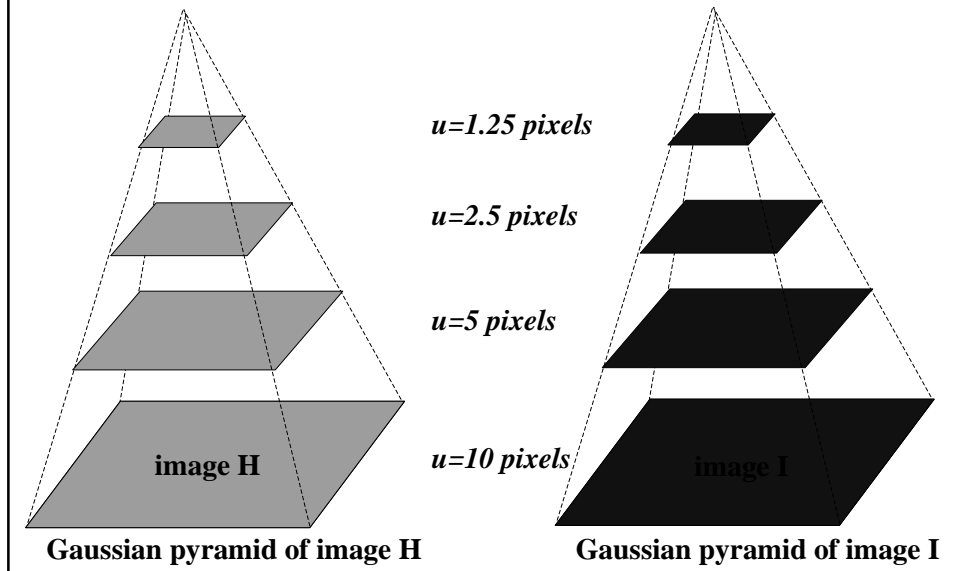 u=1.25 pixels
u=2.5 pixels
u=5 pixels
image H
u=10 pixels
image I
Gaussian pyramid of image H
Gaussian pyramid of image I